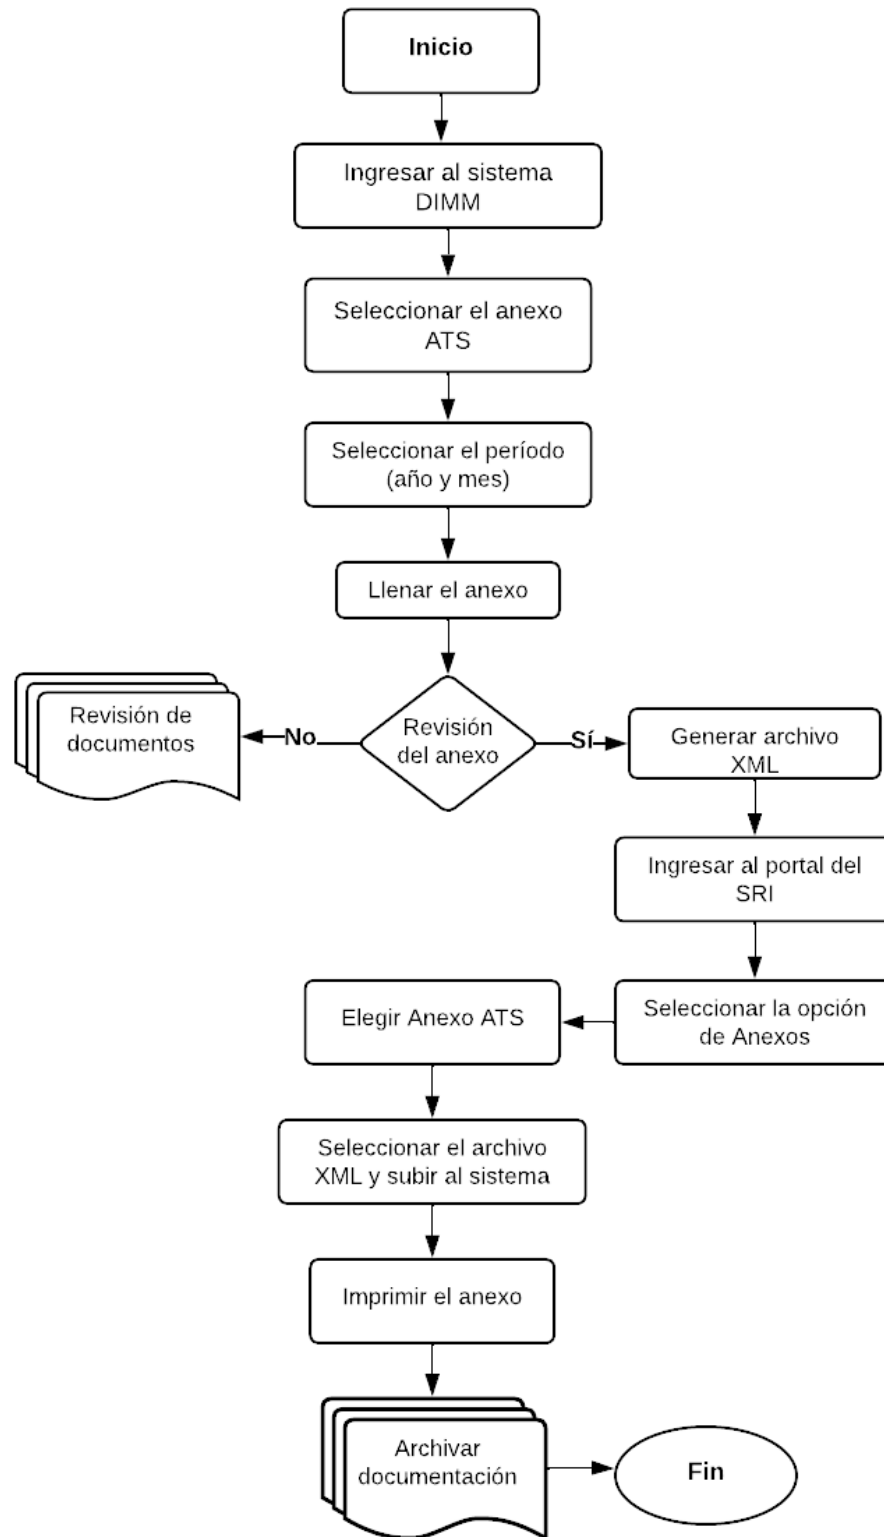 Inicio
Ingresar al sistema
DIMM
Seleccionar el anexo
ATS
Seleccionar el período
(año y mes)
Llenar el anexo
Revisión de
documentos
No
Revisión
del anexo
Sí
Generar archivo
XML
Ingresar al portal del
SRI
Seleccionar la opción
de Anexos
Elegir Anexo ATS
Seleccionar el archivo
XML y subir al sistema
Imprimir el anexo
Archivar
documentación
Fin